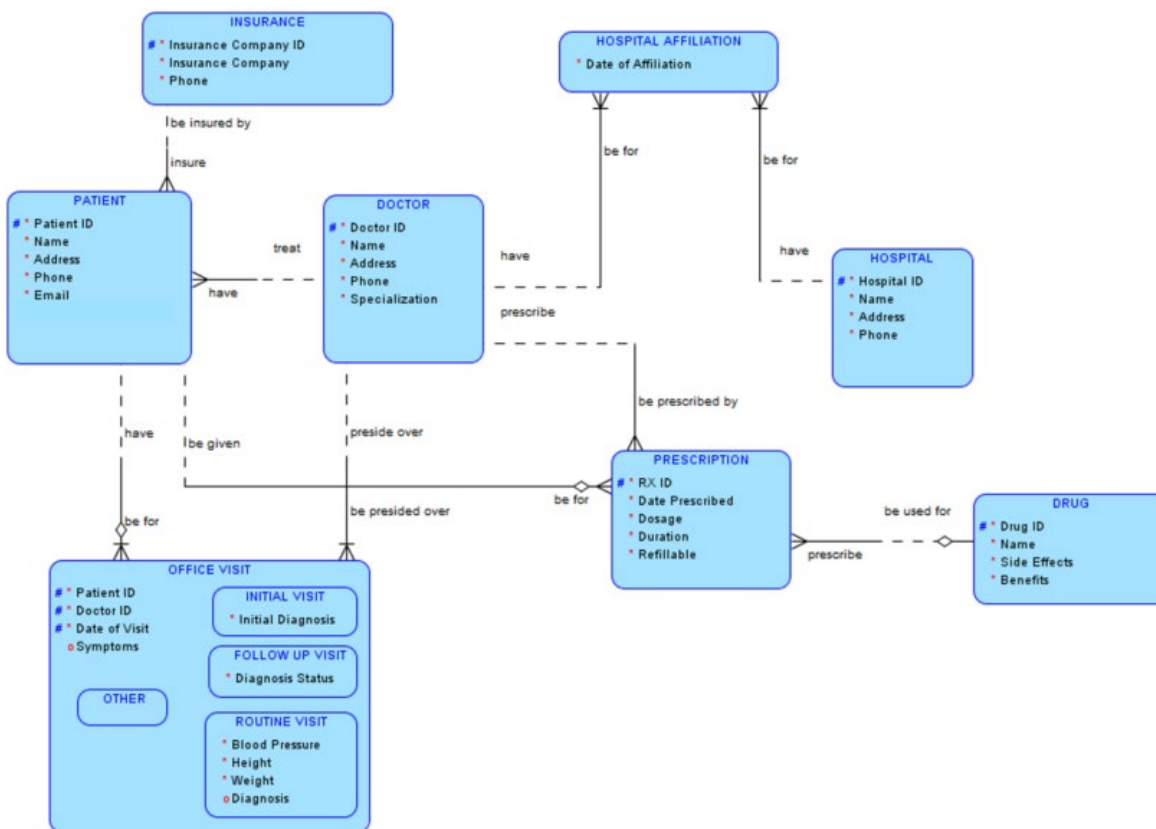 INSURANCE
# * Insurance Company ID
* Insurance Company
* Phone
HOSPITAL AFFILIATION
* Date of Affiliation
be insured by
insure
be for
be for
PATIENT
# * Patient ID
* Name
* Address
* Phone
* Email
treat
have
DOCTOR
# * Doctor ID
* Name
* Address
* Phone
* Specialization
have
prescribe
have
HOSPITAL
# * Hospital ID
* Name
* Address
* Phone
have
be given
preside over
be prescribed by
be for
be presided over
be for
PRESCRIPTION
# * RX ID
* Date Prescribed
* Dosage
* Duration
* Refillable
be used for
prescribe
DRUG
# * Drug ID
* Name
* Side Effects
* Benefits
OFFICE VISIT
# * Patient ID
# * Doctor ID
# * Date of Visit
o Symptoms
INITIAL VISIT
* Initial Diagnosis
FOLLOW UP VISIT
* Diagnosis Status
OTHER
ROUTINE VISIT
* Blood Pressure
* Height
* Weight
o Diagnosis